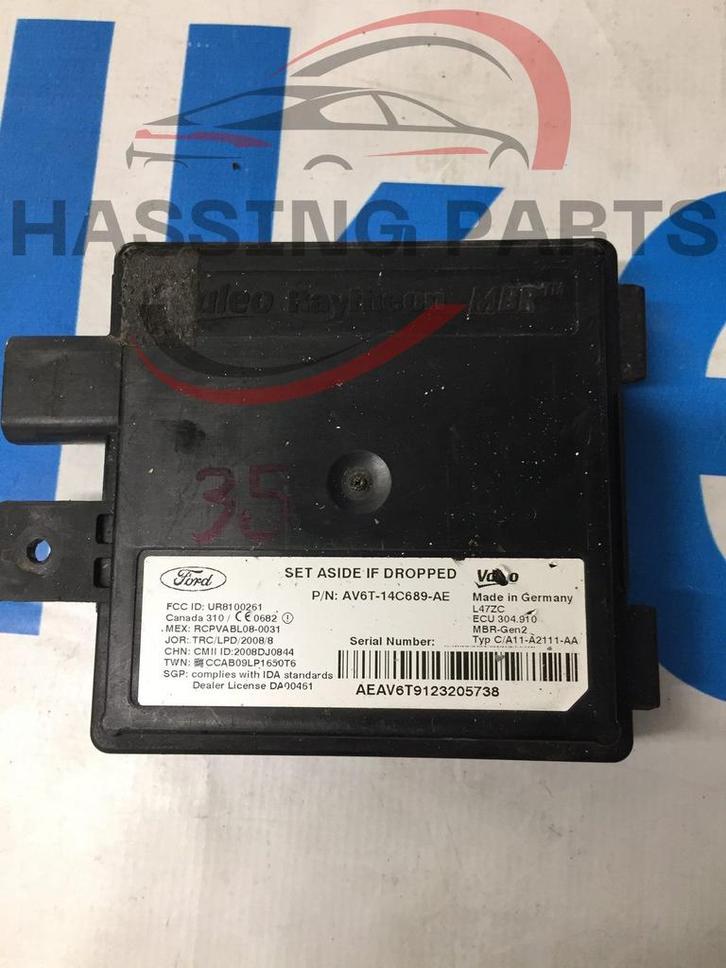 HASSING PARTS
Valeo Raytheon MBR™
35
Ford
SET ASIDE IF DROPPED
Valeo
P/N: AV6T-14C689-AE
Made in Germany
FCC ID: UR8100261
L47ZC
Canada 310 / CE0682
ECU 304.910
MEX: RCPVABL08-0031
MBR-Gen2
JOR: TRC/LPD/2008/8
Serial Number:
Typ C/A11-A2111-AA
CHN: CMII ID:2008DJ0844
TWN: CCAB09LP1650T6
SGP: complies with IDA standards
Dealer License DA00461
AEAV6T9123205738